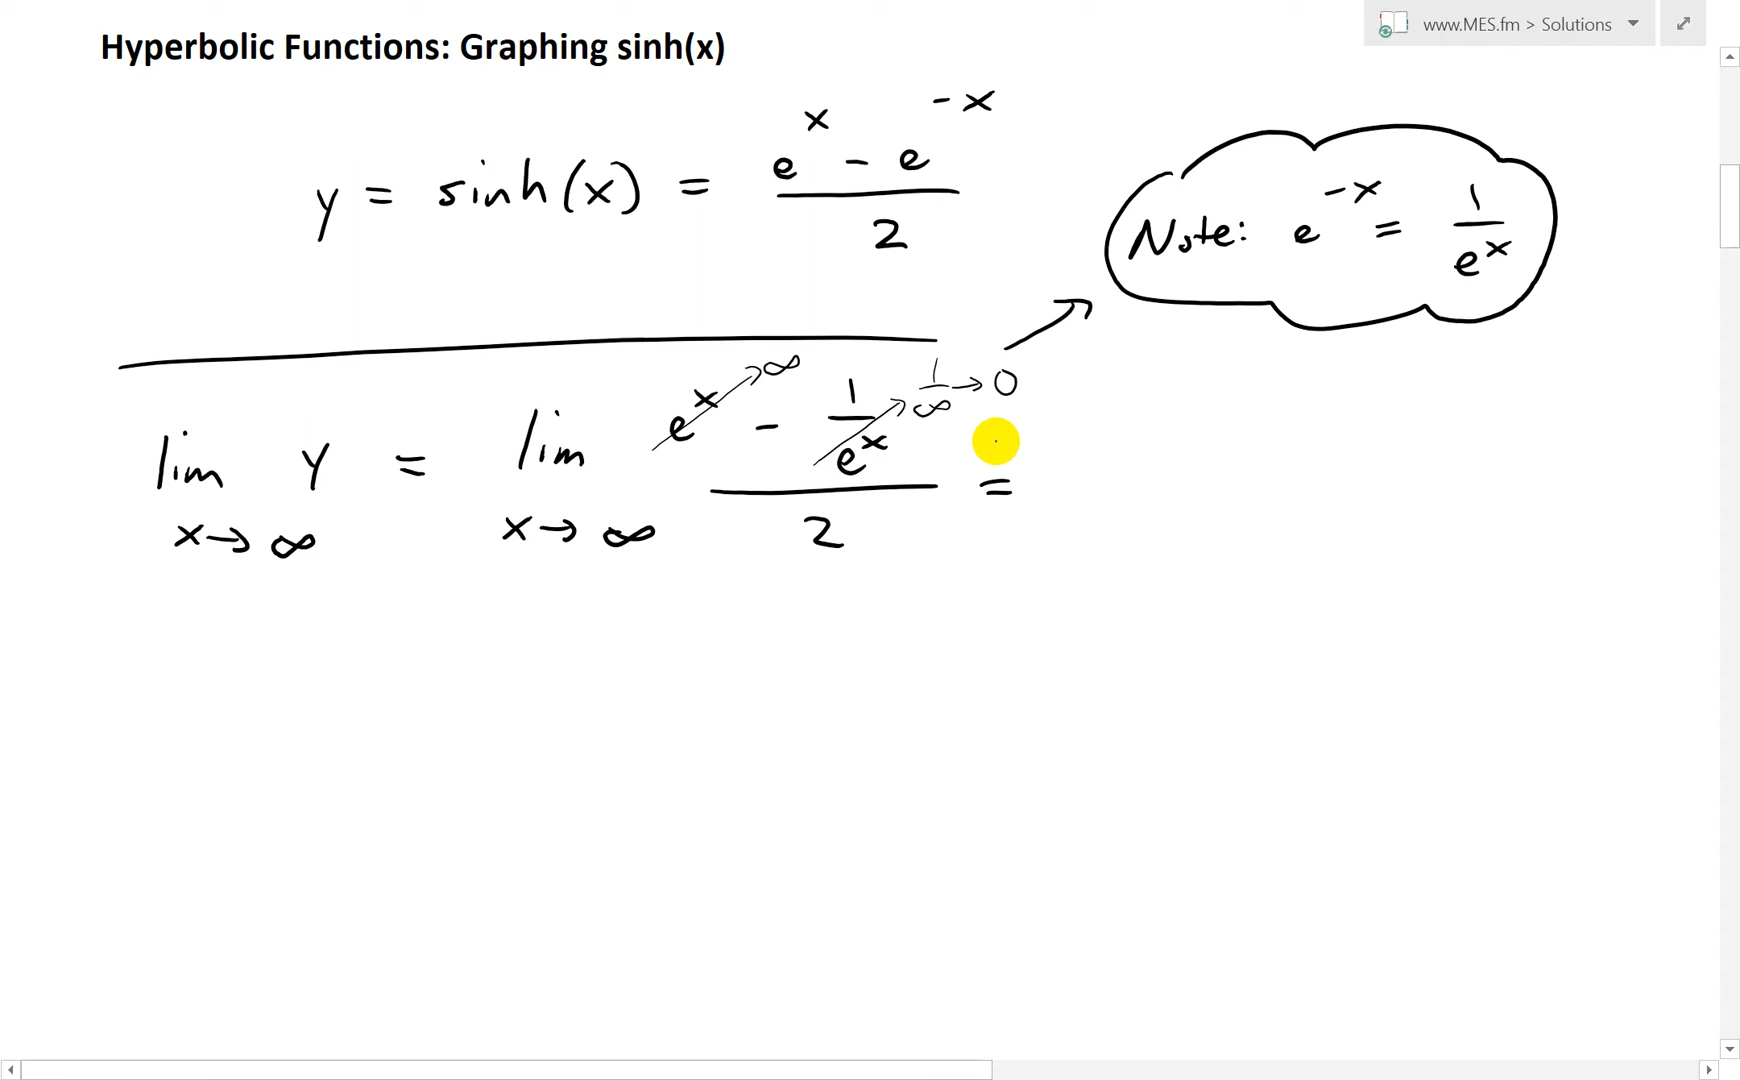 www.MES.fm > Solutions
Hyperbolic Functions: Graphing sinh(x)
y = sinh(x) = (e^x - e^-x)/2
Note: e^-x = 1/e^x
lim x→∞ y = lim x→∞ (e^x →∞ - 1/e^x → 1/∞ → 0)/2 =